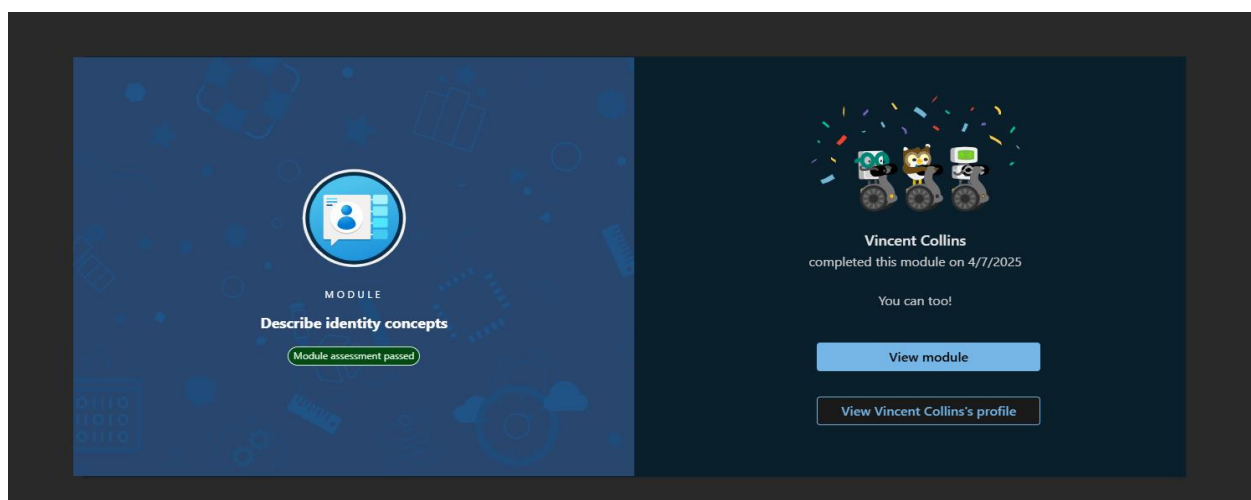 MODULE
Describe identity concepts
Module assessment passed
Vincent Collins
completed this module on 4/7/2025
You can too!
View module
View Vincent Collins's profile